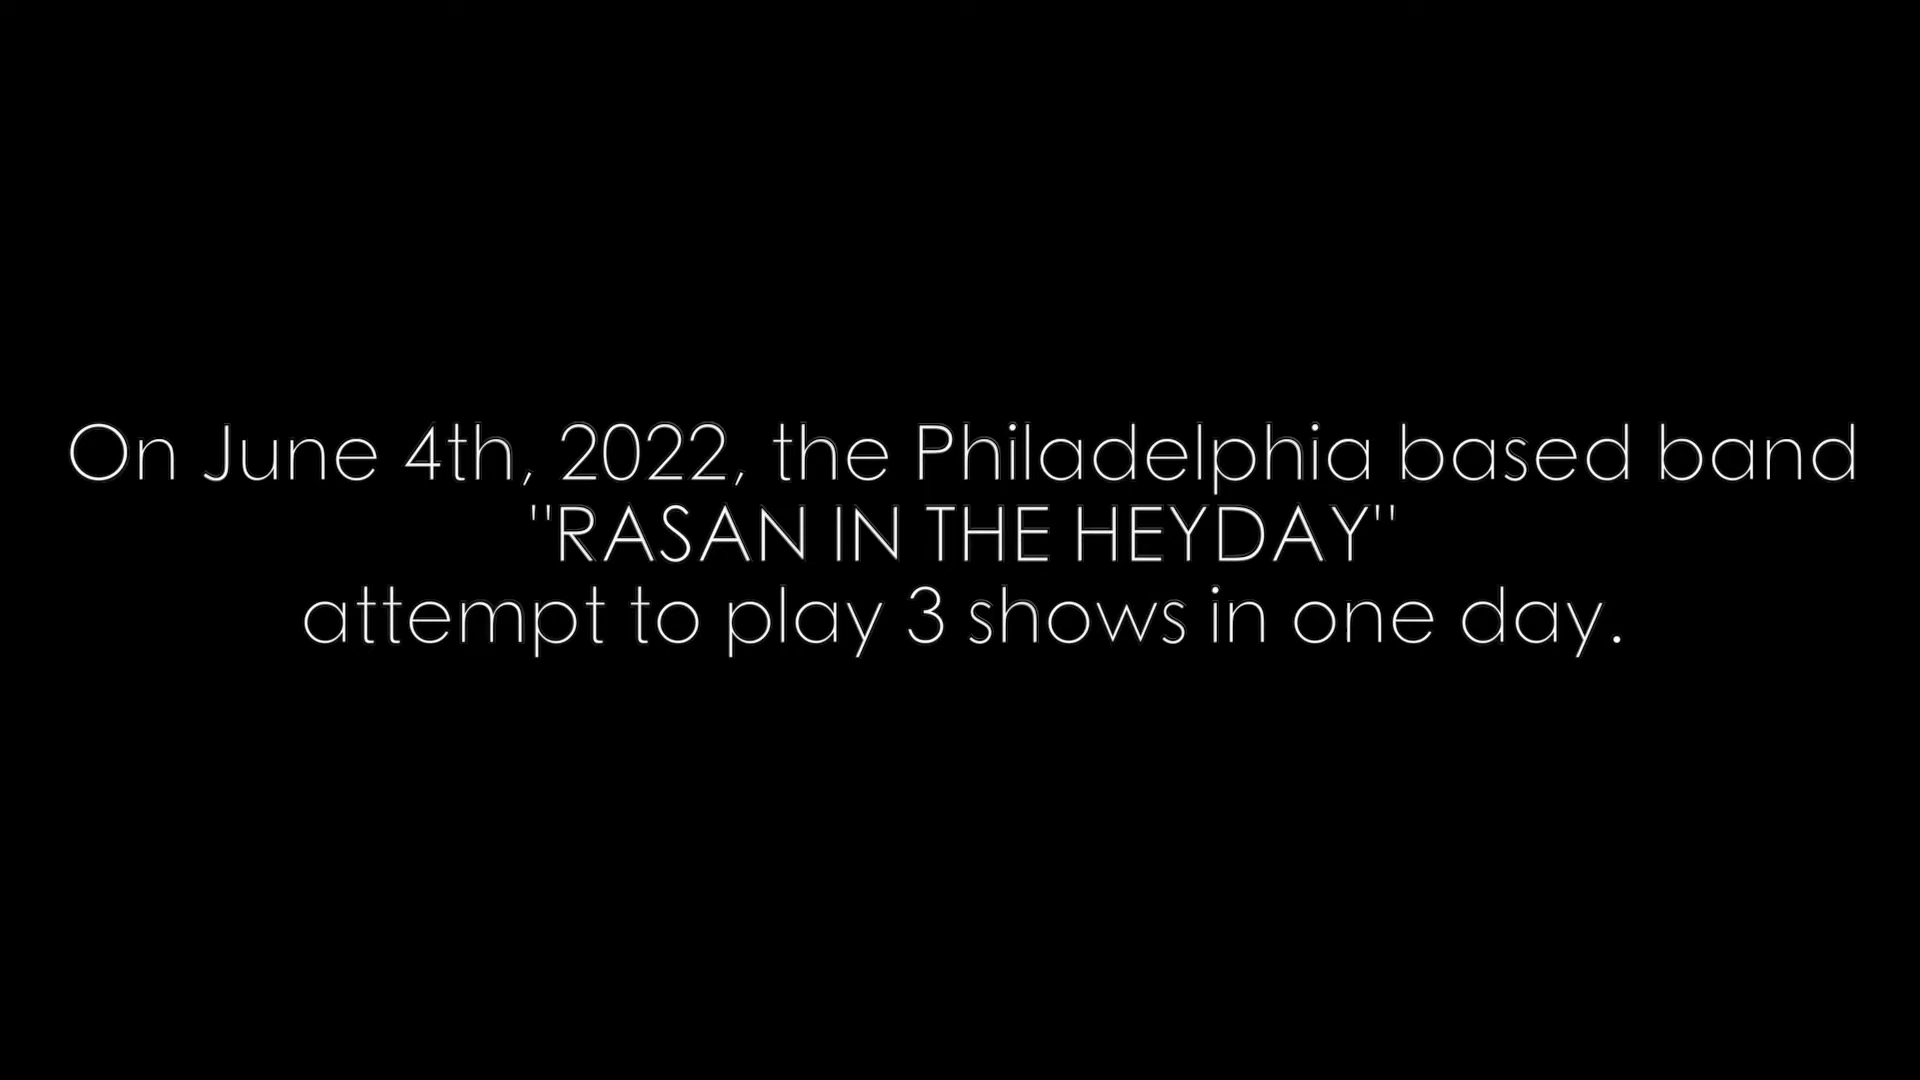 On June 4th, 2022, the Philadelphia based band
"RASAN IN THE HEYDAY"
attempt to play 3 shows in one day.